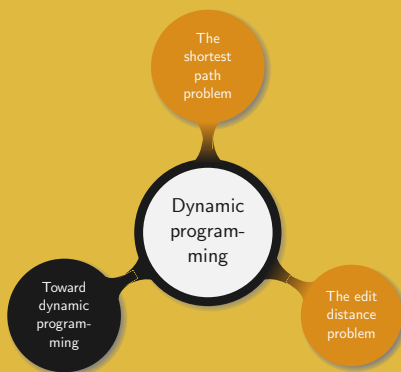 The
shortest
path
problem
Dynamic
program-
ming
Toward
dynamic
program-
ming
The edit
distance
problem